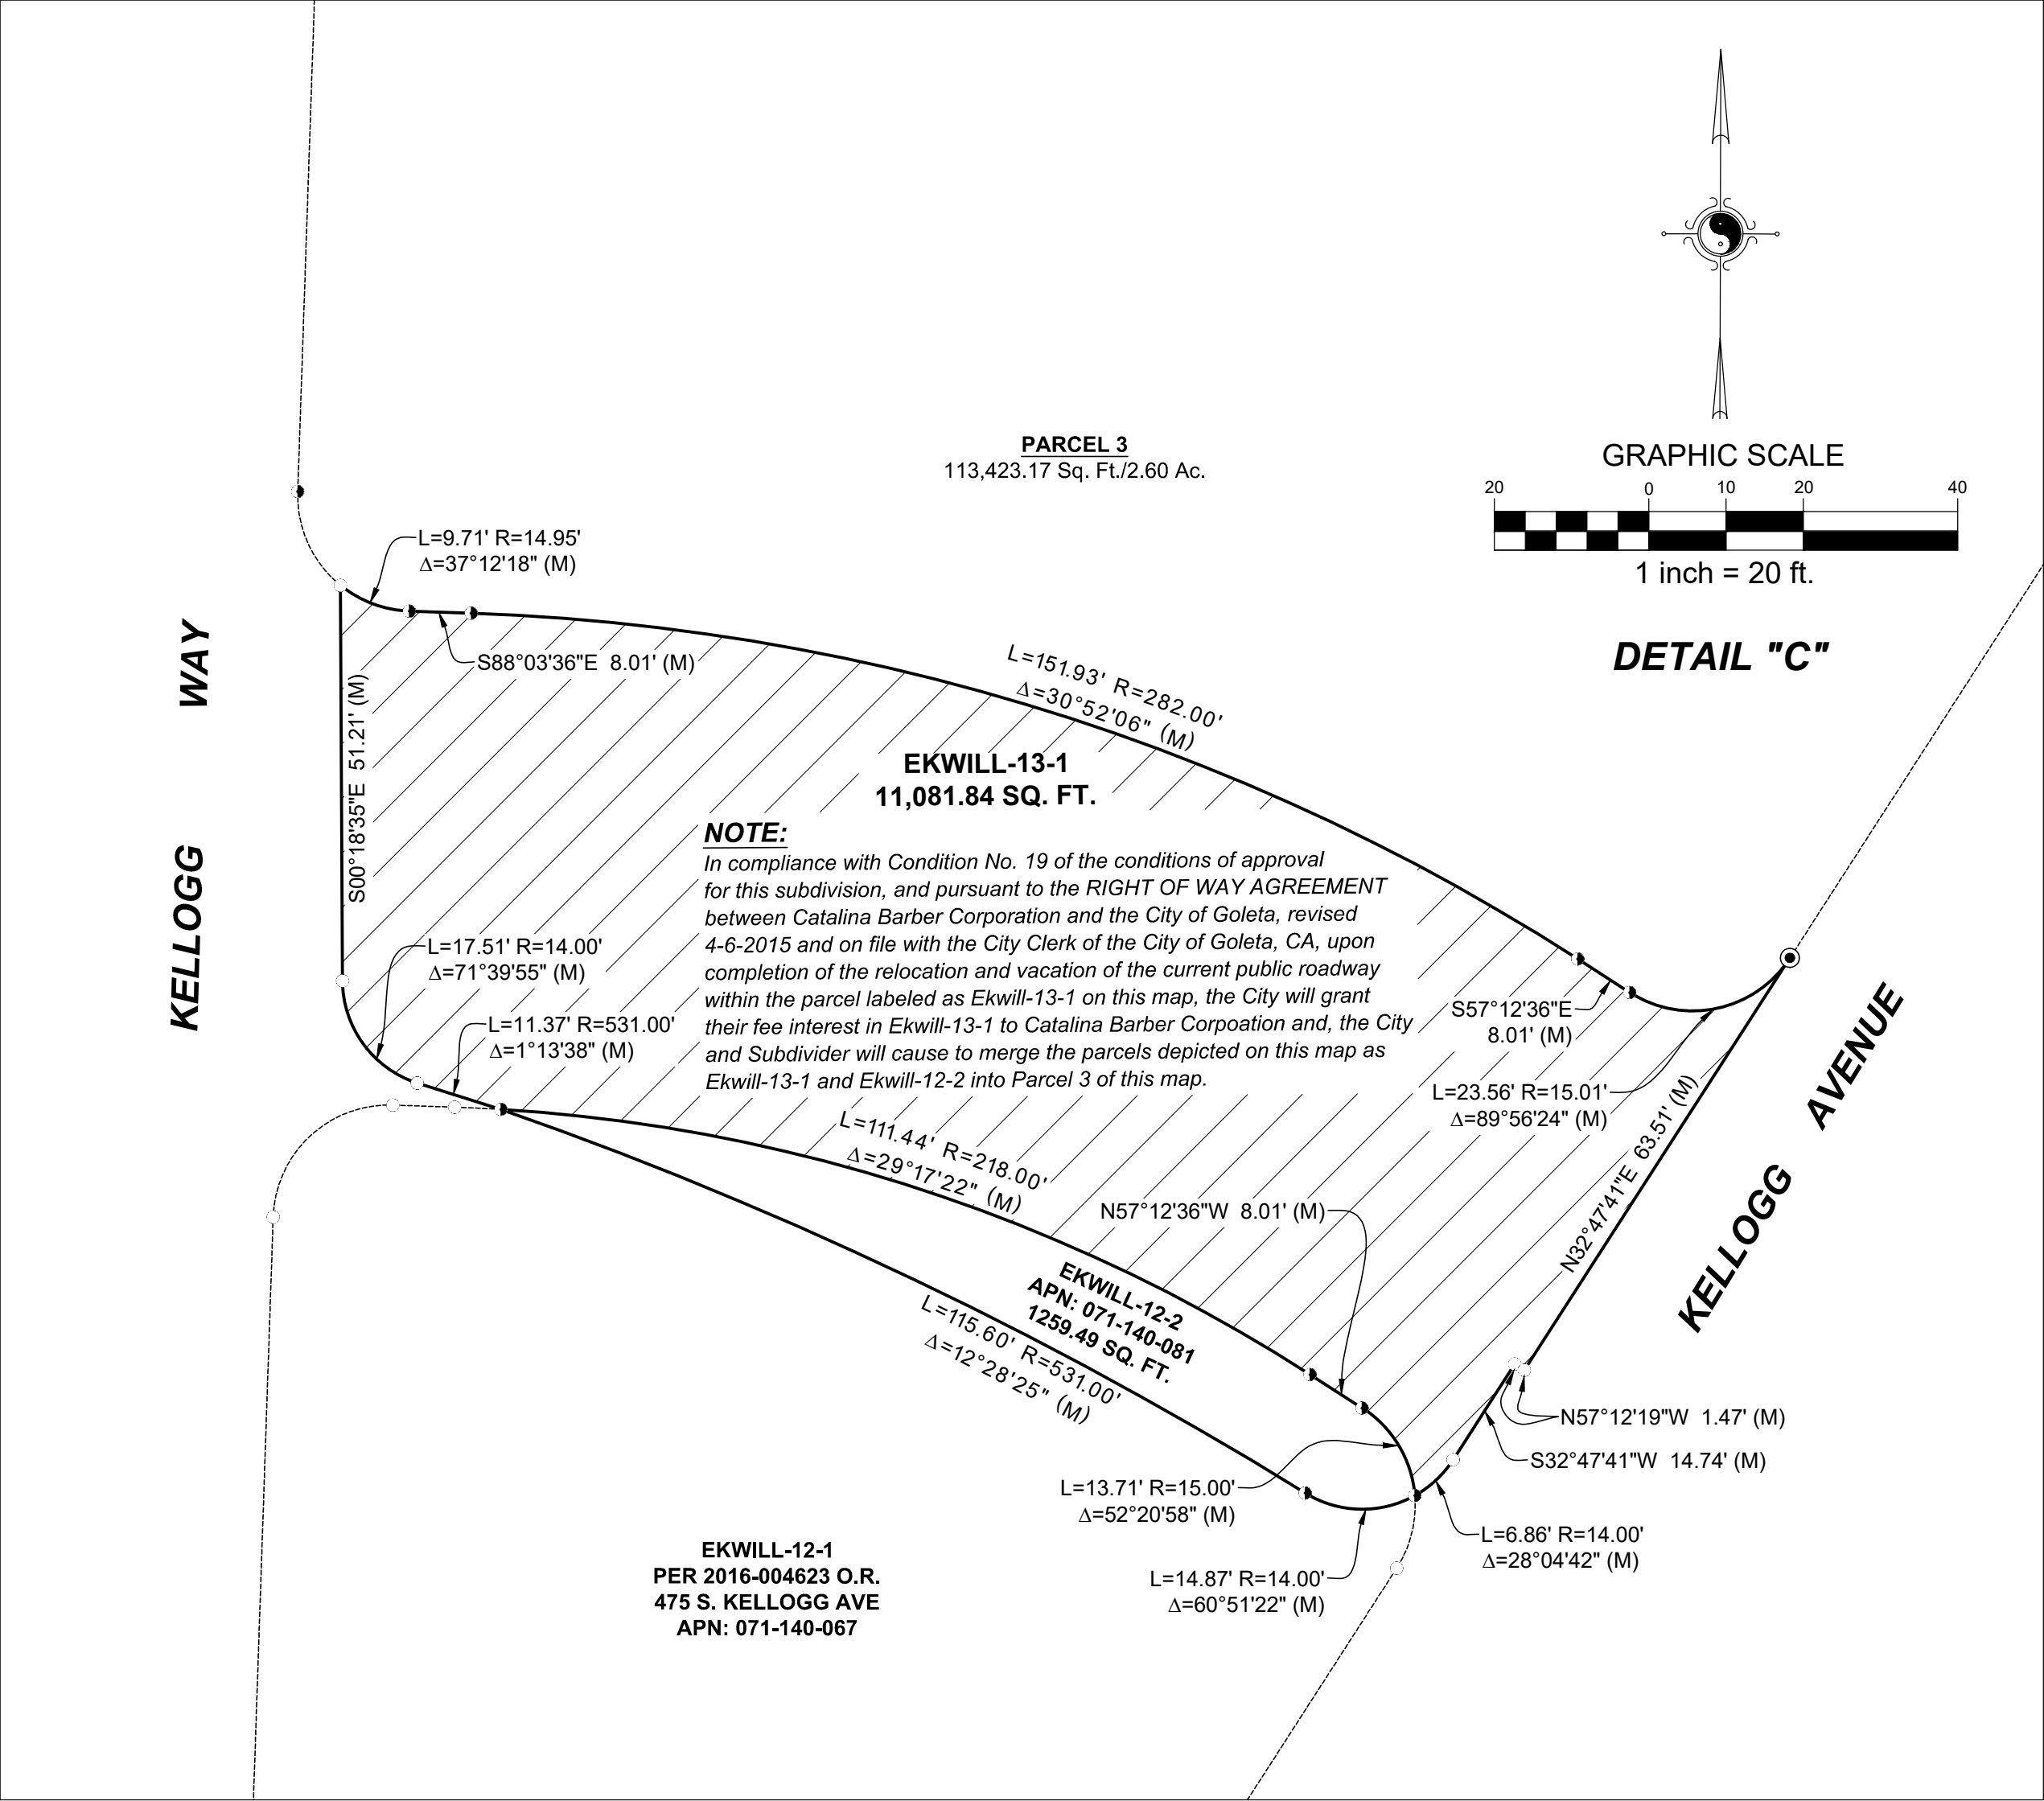 PARCEL 3
113,423.17 Sq. Ft./2.60 Ac.
GRAPHIC SCALE
20 0 10 20 40
1 inch = 20 ft.
DETAIL "C"
L=9.71' R=14.95'
Δ=37°12'18" (M)
S88°03'36"E 8.01' (M)
L=151.93' R=282.00'
Δ=30°52'06" (M)
KELLOGG WAY
S00°18'35"E 51.21' (M)
EKWILL-13-1
11,081.84 SQ. FT.
NOTE:
In compliance with Condition No. 19 of the conditions of approval
for this subdivision, and pursuant to the RIGHT OF WAY AGREEMENT
between Catalina Barber Corporation and the City of Goleta, revised
4-6-2015 and on file with the City Clerk of the City of Goleta, CA, upon
completion of the relocation and vacation of the current public roadway
within the parcel labeled as Ekwill-13-1 on this map, the City will grant
their fee interest in Ekwill-13-1 to Catalina Barber Corpoation and, the City
and Subdivider will cause to merge the parcels depicted on this map as
Ekwill-13-1 and Ekwill-12-2 into Parcel 3 of this map.
L=17.51' R=14.00'
Δ=71°39'55" (M)
L=11.37' R=531.00'
Δ=1°13'38" (M)
S57°12'36"E
8.01' (M)
L=23.56' R=15.01'
Δ=89°56'24" (M)
N32°47'41"E 63.51' (M)
KELLOGG AVENUE
L=111.44' R=218.00'
Δ=29°17'22" (M)
N57°12'36"W 8.01' (M)
EKWILL-12-2
APN: 071-140-081
1259.49 SQ. FT.
L=115.60' R=531.00'
Δ=12°28'25" (M)
N57°12'19"W 1.47' (M)
S32°47'41"W 14.74' (M)
L=13.71' R=15.00'
Δ=52°20'58" (M)
L=6.86' R=14.00'
Δ=28°04'42" (M)
L=14.87' R=14.00'
Δ=60°51'22" (M)
EKWILL-12-1
PER 2016-004623 O.R.
475 S. KELLOGG AVE
APN: 071-140-067